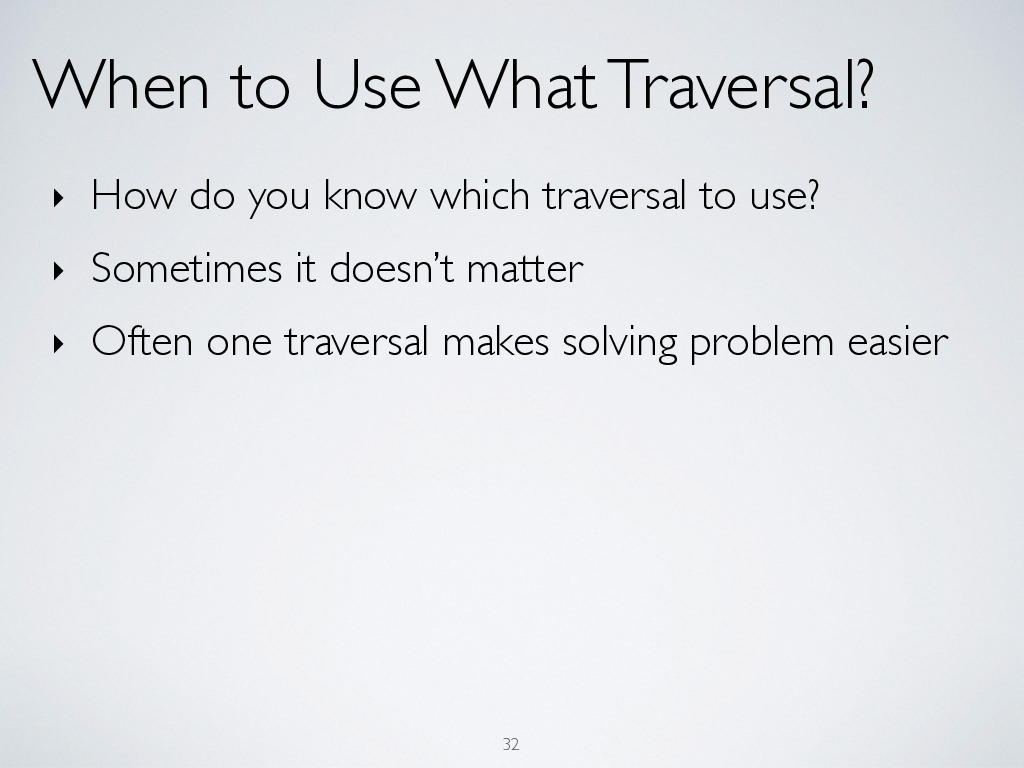 When to Use What Traversal?
‣ How do you know which traversal to use?
‣ Sometimes it doesn’t matter
‣ Often one traversal makes solving problem easier
32